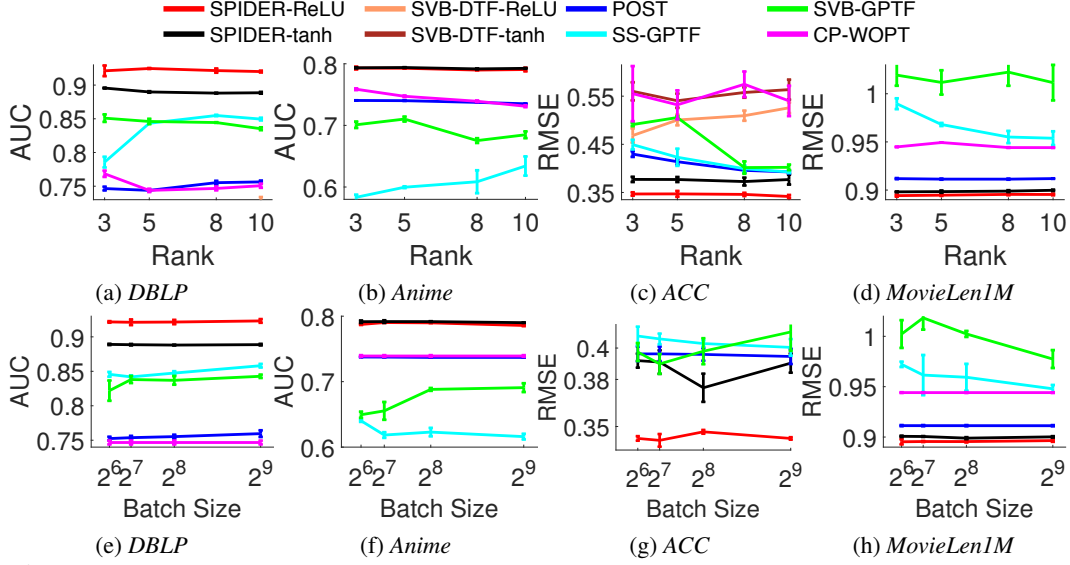 SPIDER-ReLU SVB-DTF-ReLU POST SVB-GPTF
SPIDER-tanh SVB-DTF-tanh SS-GPTF CP-WOPT
AUC 0.9 0.85 0.8 0.75 3 5 8 10 Rank
AUC 0.8 0.7 0.6 3 5 8 10 Rank
RMSE 0.55 0.45 0.35 3 5 8 10 Rank
RMSE 1 0.95 0.9 3 5 8 10 Rank
(a) DBLP (b) Anime (c) ACC (d) MovieLen1M
AUC 0.9 0.85 0.8 0.75 2^6 2^7 2^8 2^9 Batch Size
AUC 0.8 0.7 0.6 2^6 2^7 2^8 2^9 Batch Size
RMSE 0.4 0.38 0.35 2^6 2^7 2^8 2^9 Batch Size
RMSE 1 0.95 0.9 2^6 2^7 2^8 2^9 Batch Size
(e) DBLP (f) Anime (g) ACC (h) MovieLen1M